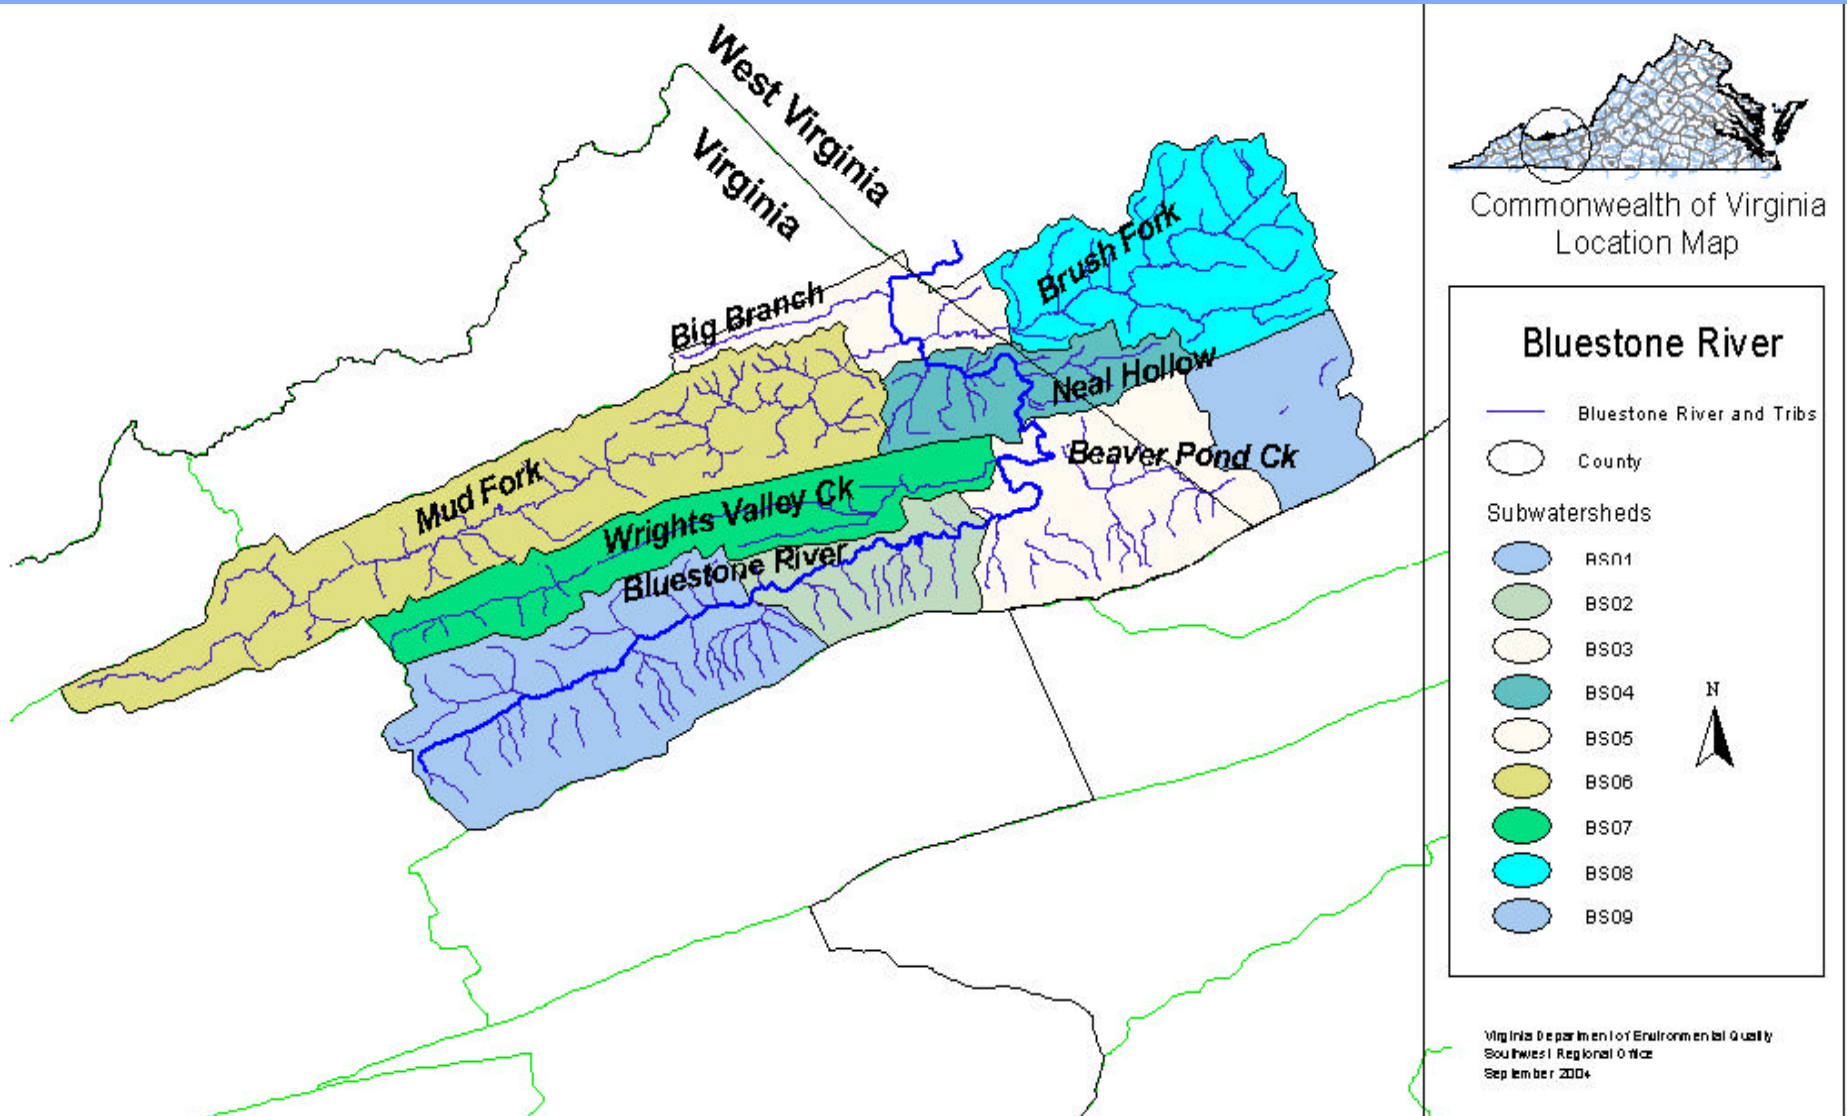 West Virginia
Virginia
Big Branch
Brush Fork
Neal Hollow
Mud Fork
Wrights Valley Ck
Beaver Pond Ck
Bluestone River
Commonwealth of Virginia
Location Map
Bluestone River
Bluestone River and Tribs
County
Subwatersheds
BS01
BS02
BS03
BS04
BS05
BS06
BS07
BS08
BS09
N
Virginia Department of Environmental Quality
Southwest Regional Office
September 2004